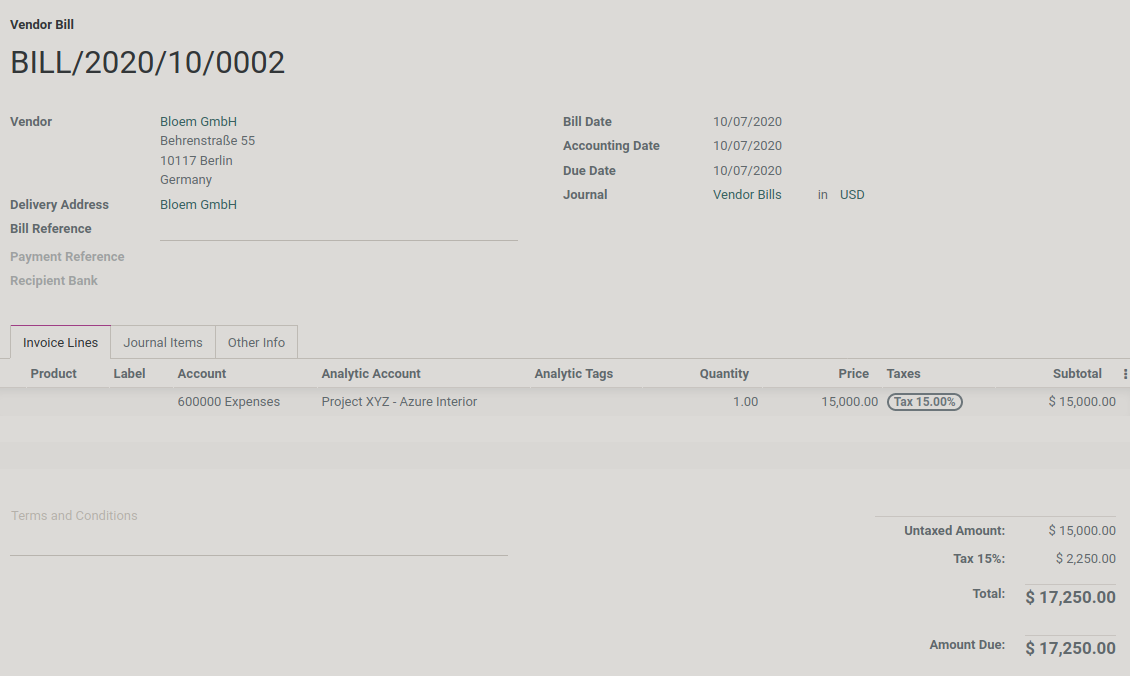 Vendor Bill
BILL/2020/10/0002
Vendor Bloem GmbH
Behrenstraße 55
10117 Berlin
Germany
Delivery Address Bloem GmbH
Bill Reference
Payment Reference
Recipient Bank
Bill Date 10/07/2020
Accounting Date 10/07/2020
Due Date 10/07/2020
Journal Vendor Bills in USD
Invoice Lines Journal Items Other Info
Product Label Account Analytic Account Analytic Tags Quantity Price Taxes Subtotal
600000 Expenses Project XYZ - Azure Interior 1.00 15,000.00 Tax 15.00% $ 15,000.00
Terms and Conditions
Untaxed Amount: $ 15,000.00
Tax 15%: $ 2,250.00
Total: $ 17,250.00
Amount Due: $ 17,250.00